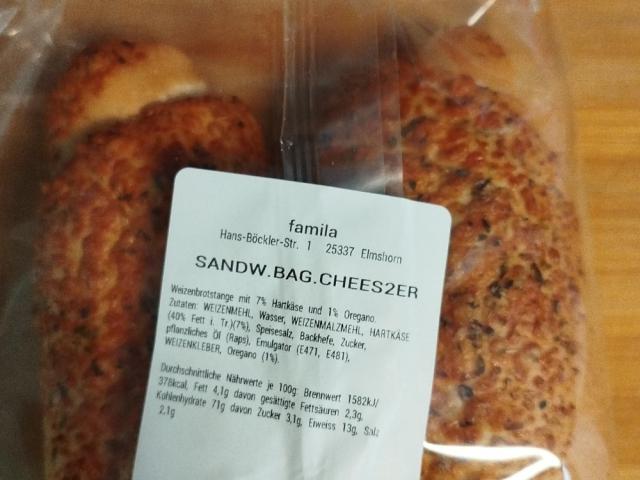 famila
Hans-Böckler-Str. 1 25337 Elmshorn
SANDW.BAG.CHEES2ER
Weizenbrotstange mit 7% Hartkäse und 1% Oregano.
Zutaten: WEIZENMEHL, Wasser, WEIZENMALZMEHL, HARTKÄSE
(40% Fett i. Tr.)(7%), Speisesalz, Backhefe, Zucker,
pflanzliches Öl (Raps), Emulgator (E471, E481),
WEIZENKLEBER, Oregano (1%).
Durchschnittliche Nährwerte je 100g: Brennwert 1582kJ/
378kcal, Fett 4,1g davon gesättigte Fettsäuren 2,3g,
Kohlenhydrate 71g davon Zucker 3,1g, Eiweiss 13g, Salz
2,1g